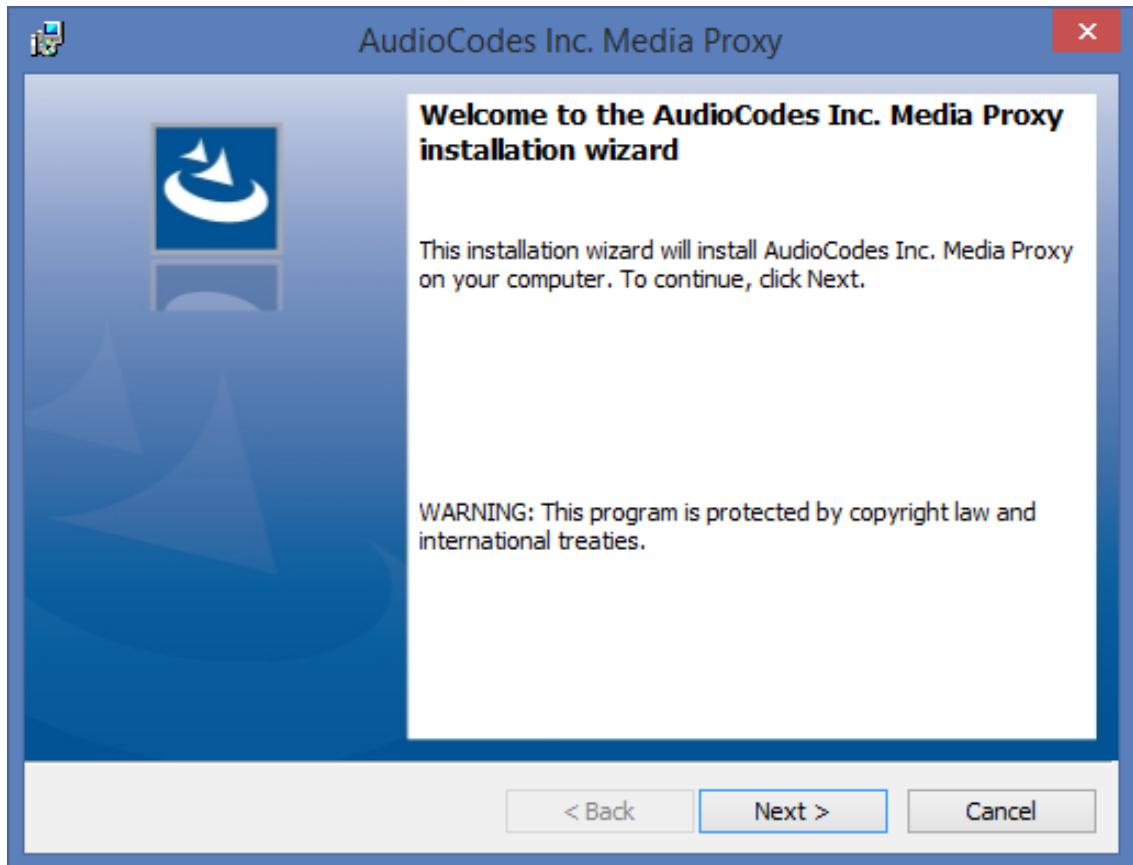 AudioCodes Inc. Media Proxy
Welcome to the AudioCodes Inc. Media Proxy
installation wizard
This installation wizard will install AudioCodes Inc. Media Proxy
on your computer. To continue, click Next.
WARNING: This program is protected by copyright law and
international treaties.
< Back
Next >
Cancel